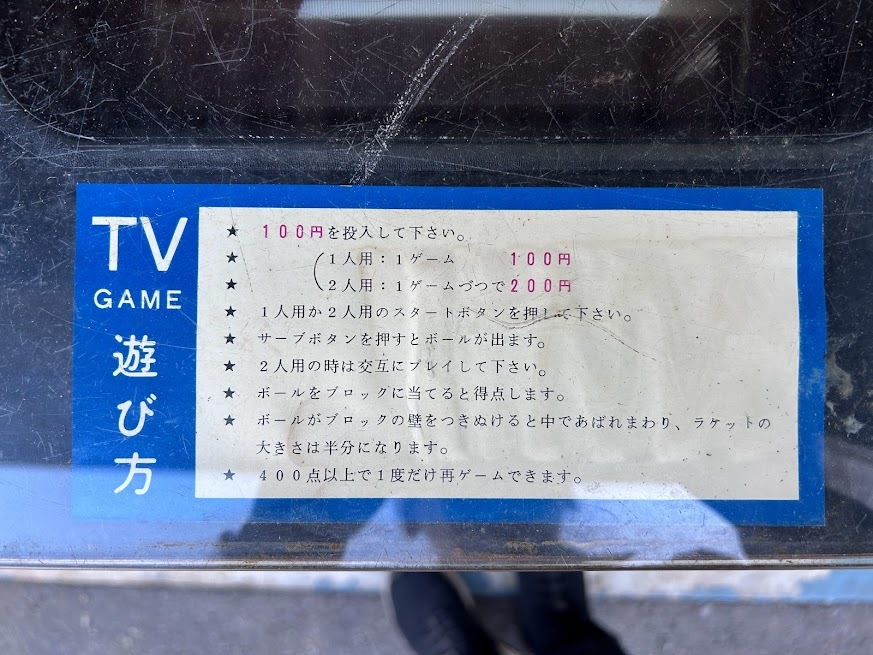 TV
GAME
遊び方
★ 100円を投入して下さい。
★ 1人用：1ゲーム 100円
★ 2人用：1ゲームづつで200円
★ 1人用か2人用のスタートボタンを押して下さい。
★ サーブボタンを押すとボールが出ます。
★ 2人用の時は交互にプレイして下さい。
★ ボールをブロックに当てると得点します。
★ ボールがブロックの壁をつきぬけると中であばれまわり、ラケットの
大きさは半分になります。
★ 400点以上で1度だけ再ゲームできます。